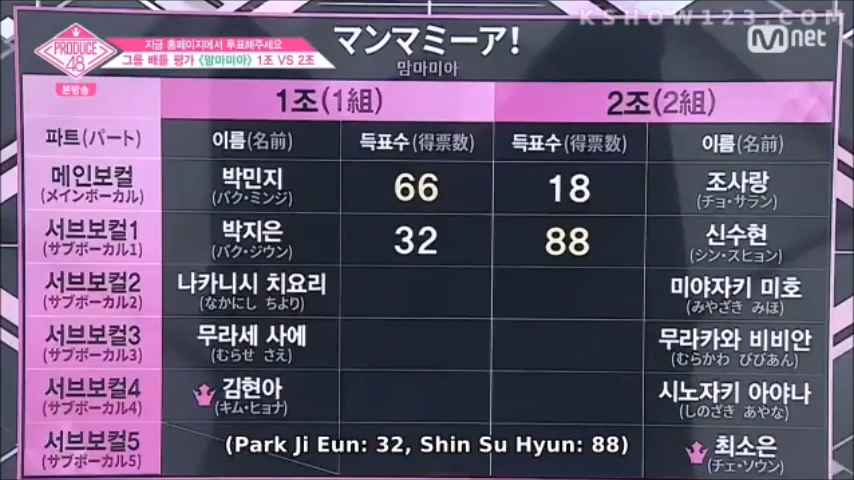 KSHOW123.COM
PRODUCE 48
지금 홈페이지에서 투표해주세요
그룹 배틀 평가 〈맘마미아〉 1조 VS 2조
본방송
マンマミーア!
맘마미아
Mnet
1조(1組) 2조(2組)
파트(パート) 이름(名前) 득표수(得票数) 득표수(得票数) 이름(名前)
메인보컬 박민지 66 18 조사랑
(メインボーカル) (パク・ミンジ) (チョ・サラン)
서브보컬1 박지은 32 88 신수현
(サブボーカル1) (パク・ジウン) (シン・スヒョン)
서브보컬2 나카니시 치요리 미야자키 미호
(サブボーカル2) (なかにし ちより) (みやざき みほ)
서브보컬3 무라세 사에 무라카와 비비안
(サブボーカル3) (むらせ さえ) (むらかわ びびあん)
서브보컬4 김현아 시노자키 아야나
(サブボーカル4) (キム・ヒョナ) (しのざき あやな)
서브보컬5 최소은
(サブボーカル5) (チェ・ソウン)
(Park Ji Eun: 32, Shin Su Hyun: 88)